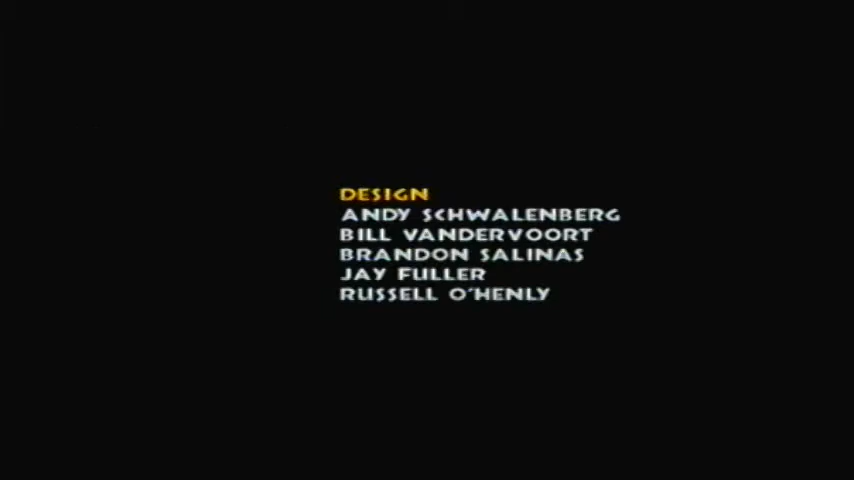 DESIGN
ANDY SCHWALENBERG
BILL VANDERVOORT
BRANDON SALINAS
JAY FULLER
RUSSELL O'HENLY